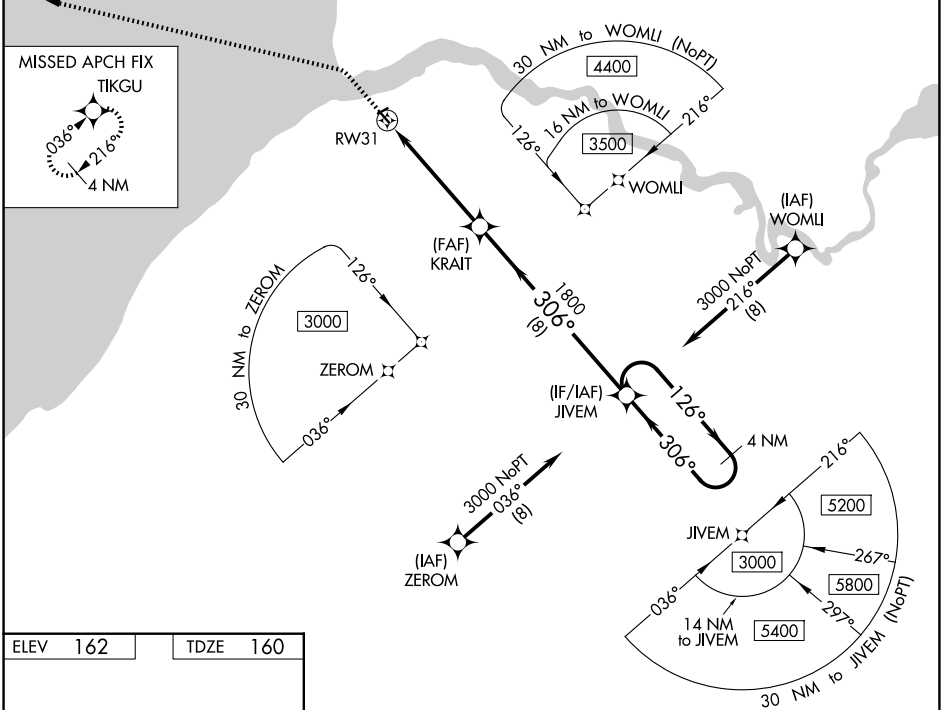 MISSED APCH FIX
TIKGU
036°
216°
4 NM
RW31
30 NM to WOMLI (NoPT)
4400
216°
16 NM to WOMLI
126°
3500
WOMLI
(IAF)
WOMLI
3000 NoPT
216°
(8)
(FAF)
KRAIT
1800
306°
(8)
30 NM to ZEROM
126°
3000
ZEROM
036°
(IF/IAF)
JIVEM
126°
306°
4 NM
3000 NoPT
036°
(8)
(IAF)
ZEROM
216°
5200
JIVEM
3000
267°
5800
036°
297°
14 NM
to JIVEM
5400
30 NM to JIVEM (NoPT)
ELEV 162
TDZE 160